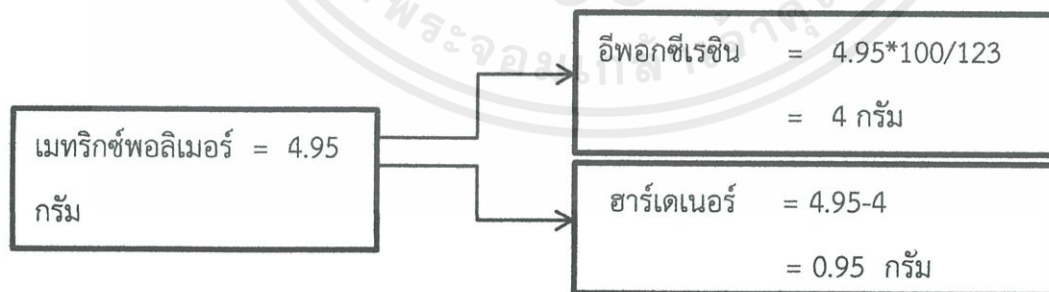 อีพอกซีเรซิน = 4.95*100/123
= 4 กรัม
เมทริกซ์พอลิเมอร์ = 4.95
กรัม
ฮาร์เดเนอร์ = 4.95-4
= 0.95 กรัม